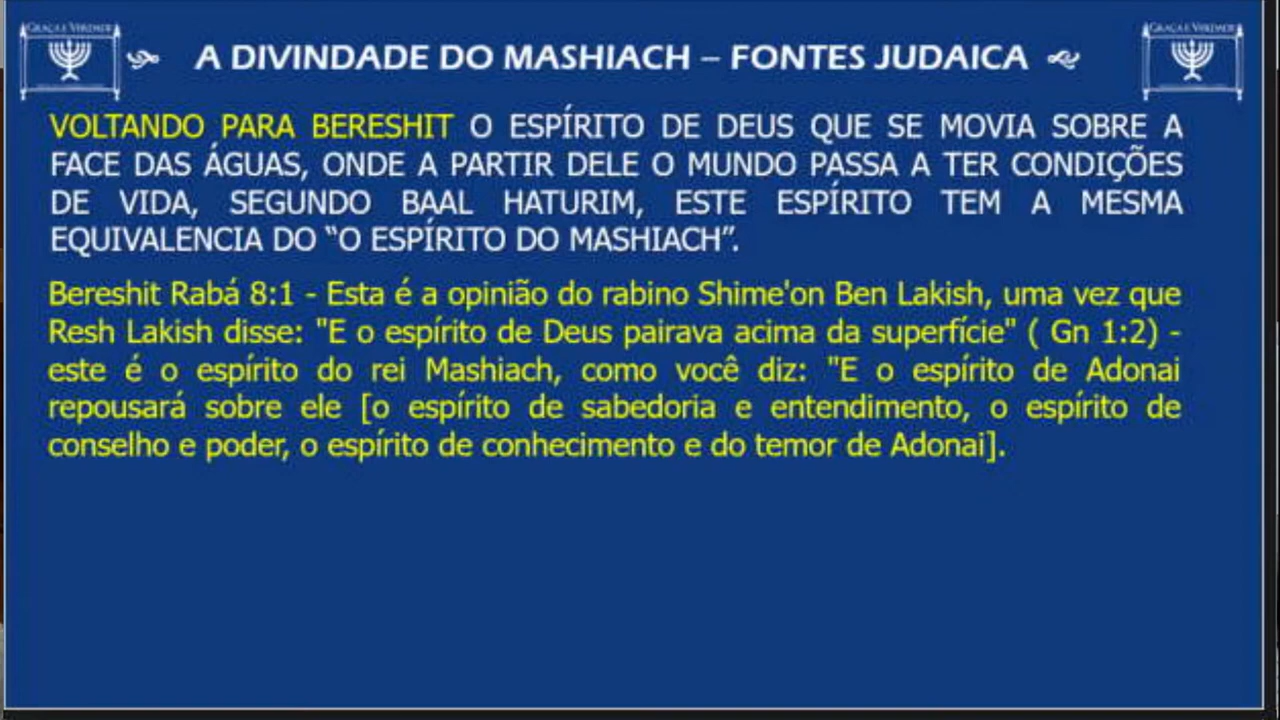 GRAÇA E VERDADE
GRAÇA E VERDADE
A DIVINDADE DO MASHIACH – FONTES JUDAICA
VOLTANDO PARA BERESHIT O ESPÍRITO DE DEUS QUE SE MOVIA SOBRE A
FACE DAS ÁGUAS, ONDE A PARTIR DELE O MUNDO PASSA A TER CONDIÇÕES
DE VIDA, SEGUNDO BAAL HATURIM, ESTE ESPÍRITO TEM A MESMA
EQUIVALENCIA DO “O ESPÍRITO DO MASHIACH”.
Bereshit Rabá 8:1 - Esta é a opinião do rabino Shime'on Ben Lakish, uma vez que
Resh Lakish disse: "E o espírito de Deus pairava acima da superfície" ( Gn 1:2) -
este é o espírito do rei Mashiach, como você diz: "E o espírito de Adonai
repousará sobre ele [o espírito de sabedoria e entendimento, o espírito de
conselho e poder, o espírito de conhecimento e do temor de Adonai].